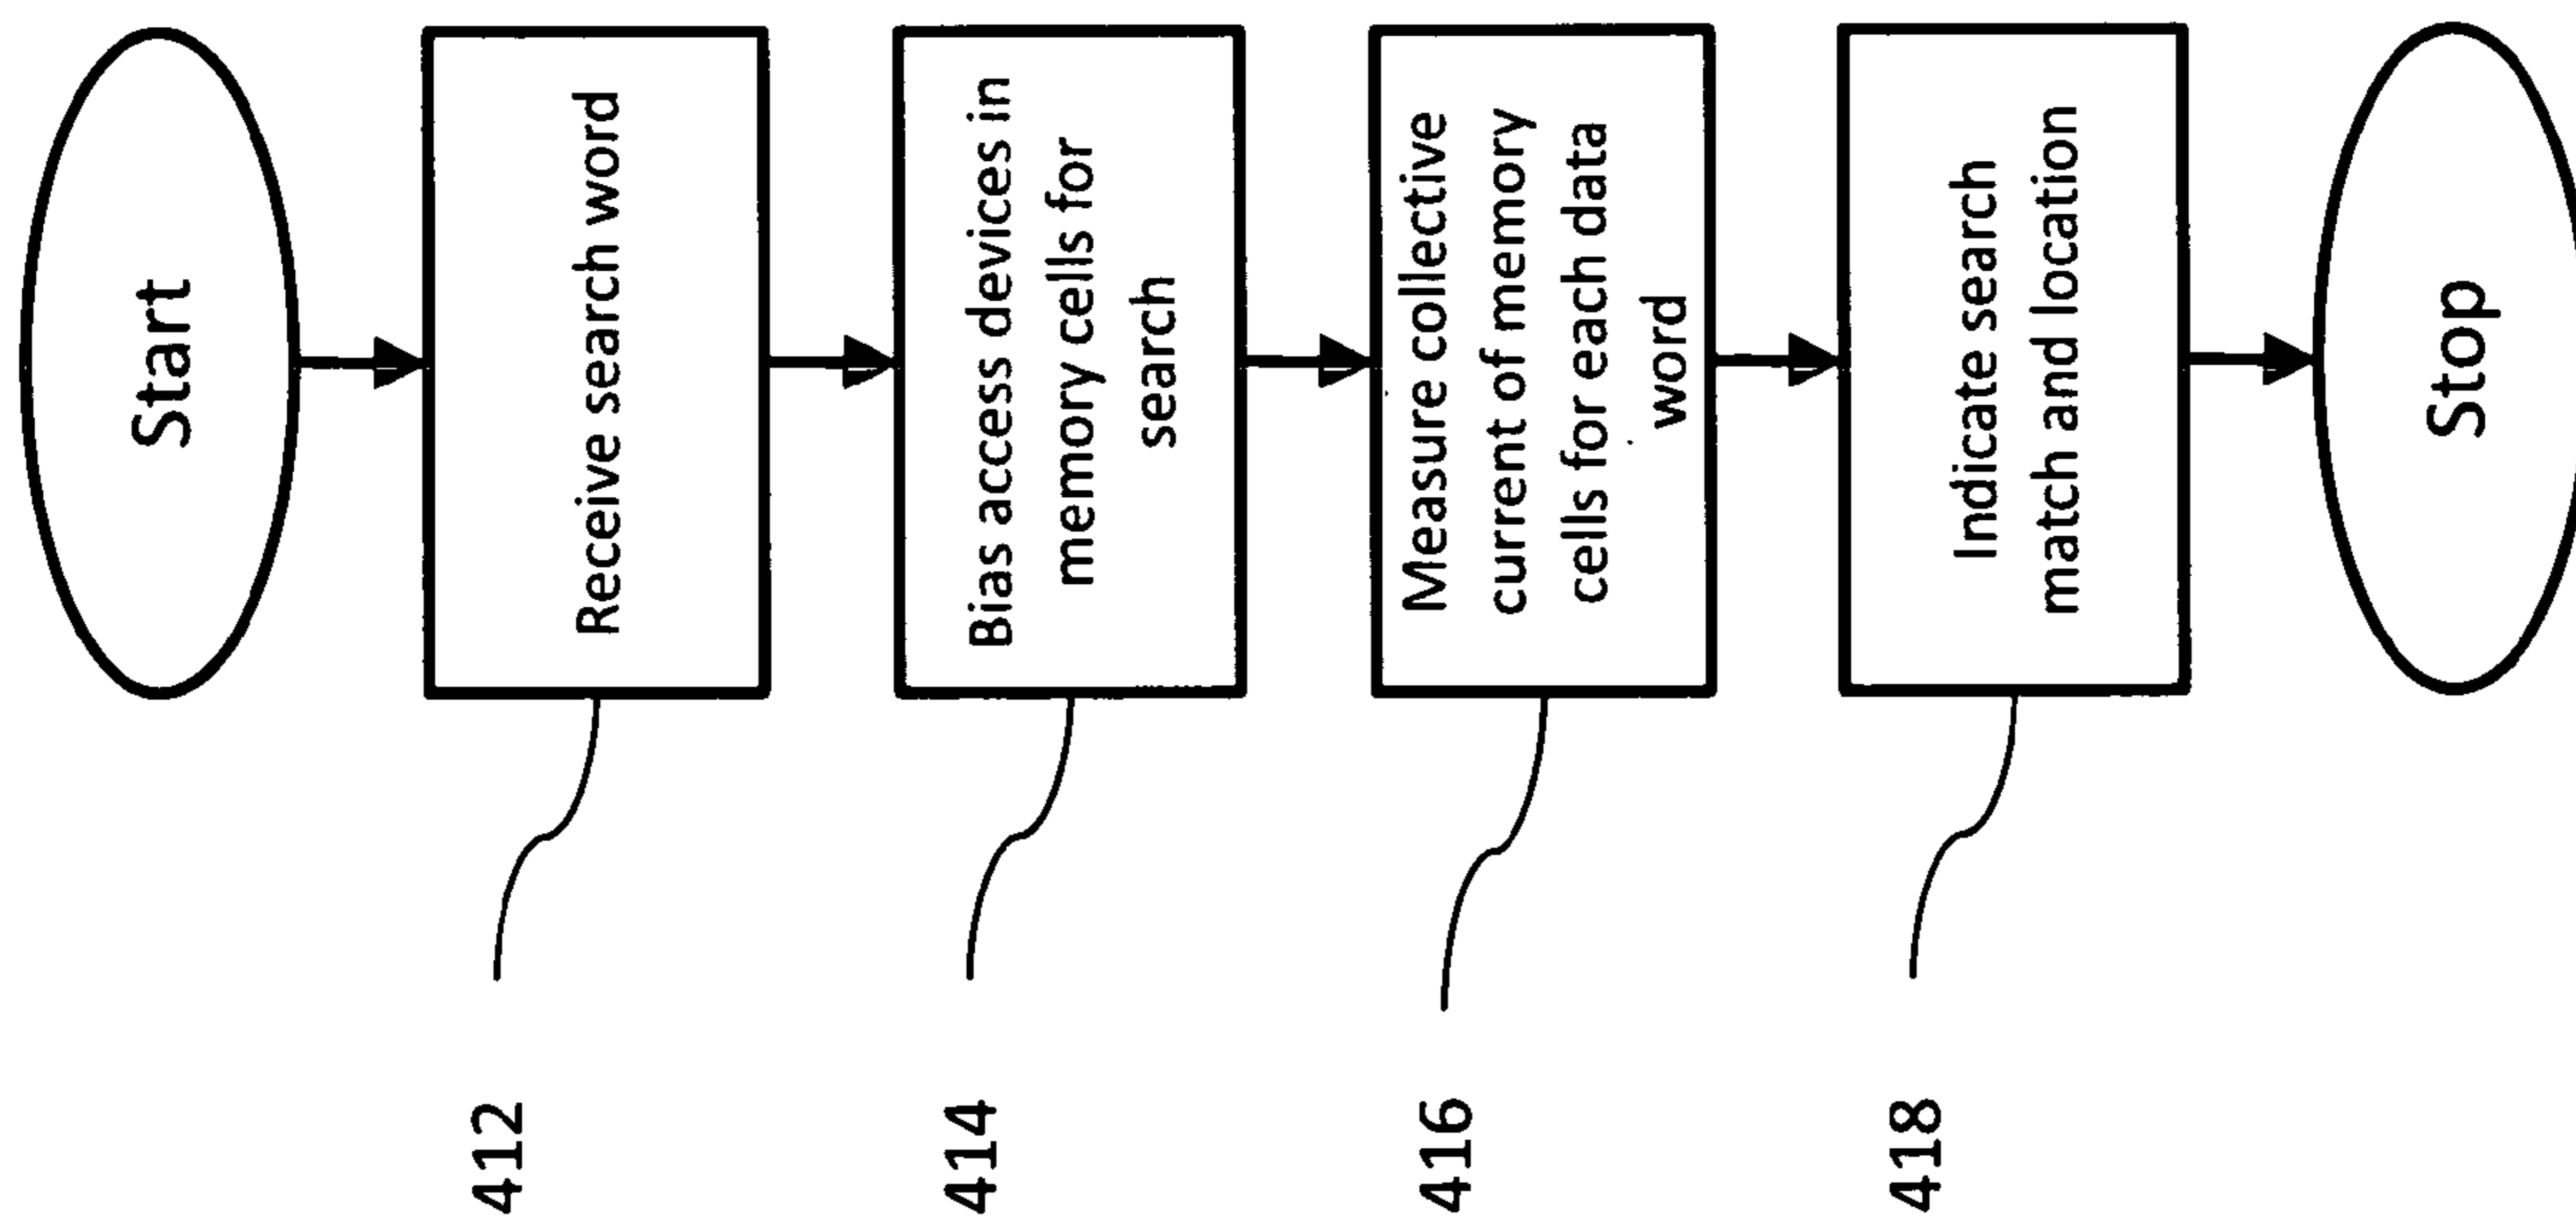 Start
412
Receive search word
414
Bias access devices in
memory cells for
search
416
Measure collective
current of memory
cells for each data
word
418
Indicate search
match and location
Stop